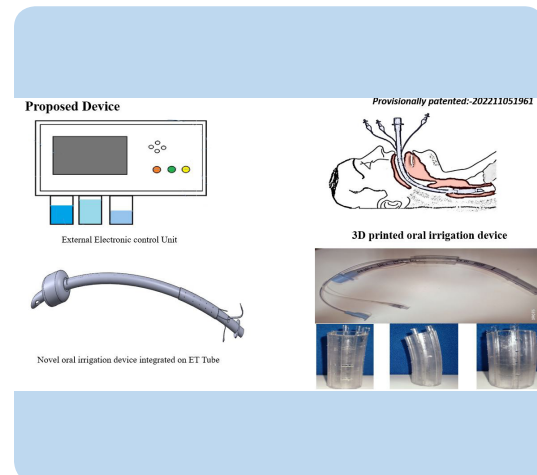 Proposed Device
Provisionally patented:-202211051961
External Electronic control Unit
3D printed oral irrigation device
Novel oral irrigation device integrated on ET Tube